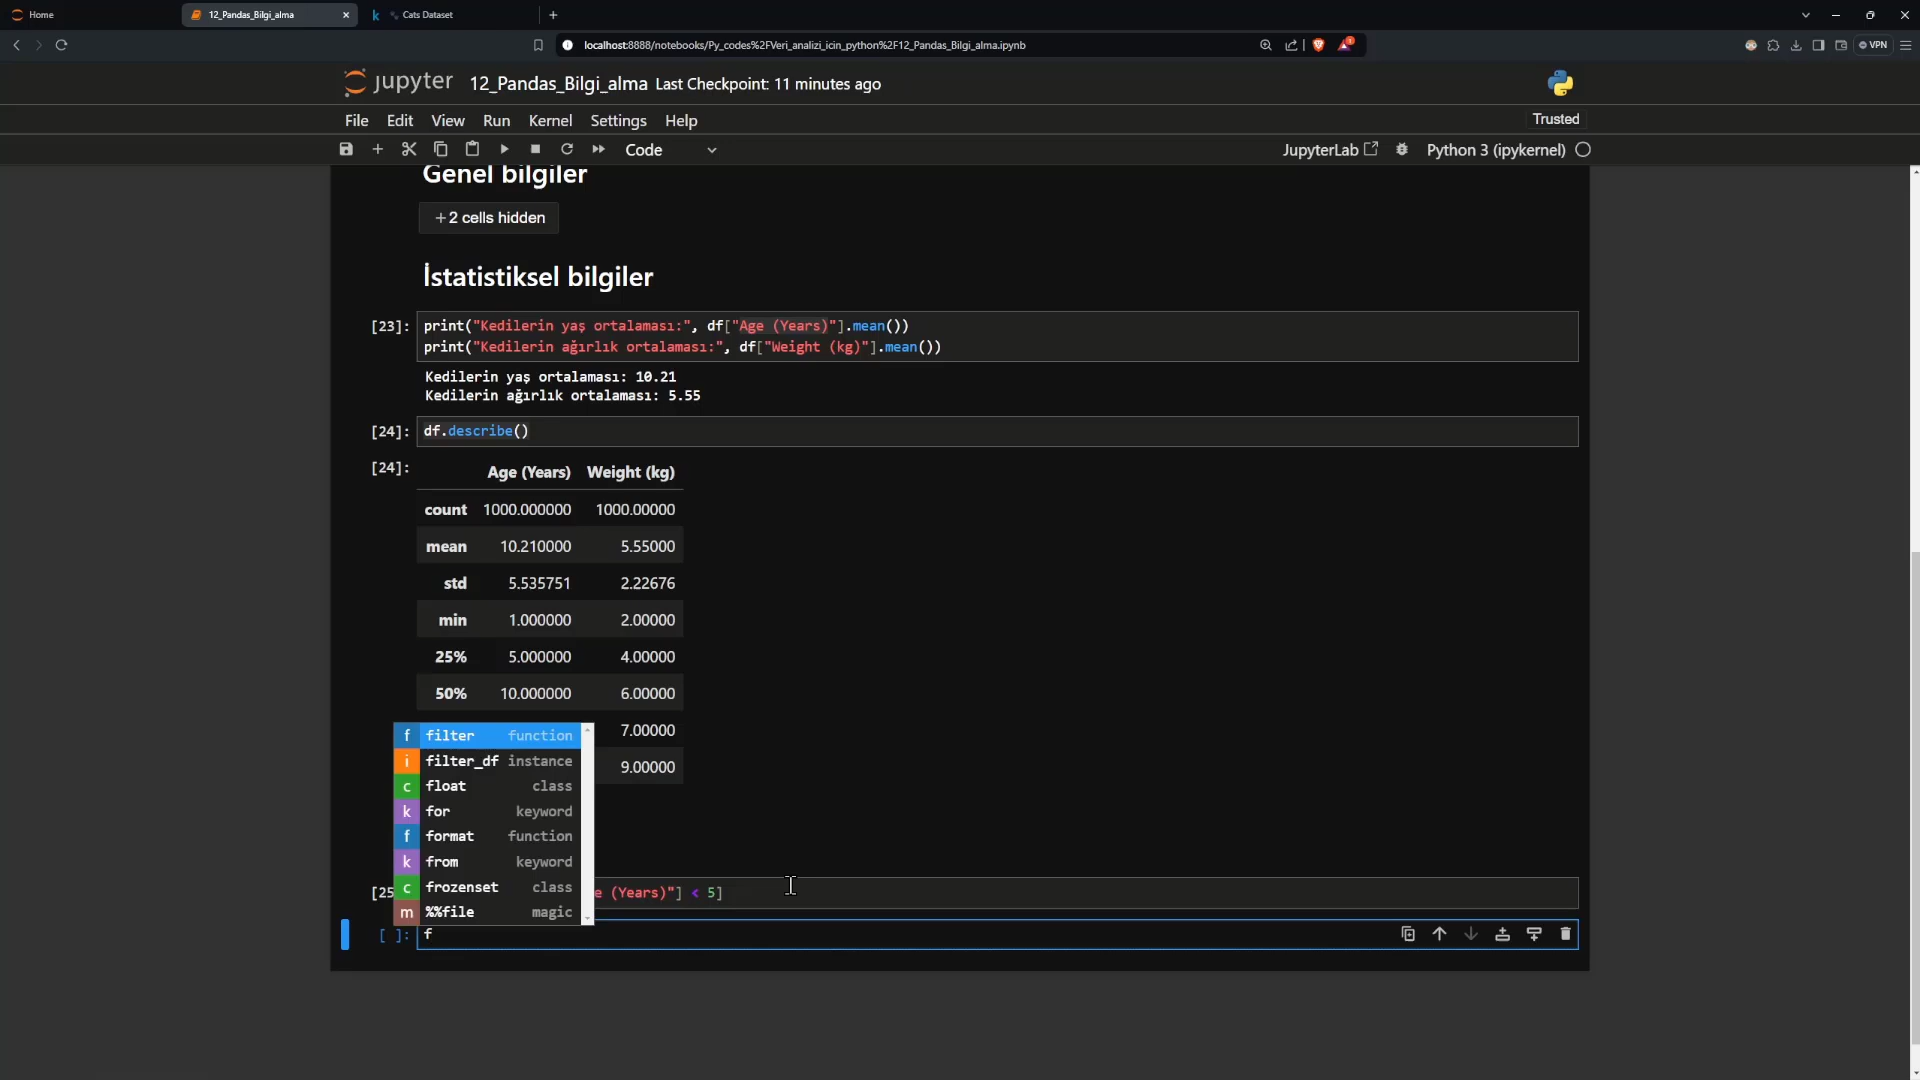 Home
12_Pandas_Bilgi_alma
Cats Dataset
localhost:8888/notebooks/Py_codes%2FVeri_analizi_icin_python%2F12_Pandas_Bilgi_alma.ipynb
VPN
jupyter 12_Pandas_Bilgi_alma Last Checkpoint: 11 minutes ago
File Edit View Run Kernel Settings Help
Trusted
Code
JupyterLab
Python 3 (ipykernel)
Genel bilgiler
+2 cells hidden
İstatistiksel bilgiler
[23]: print("Kedilerin yaş ortalaması:", df["Age (Years)"].mean())
print("Kedilerin ağırlık ortalaması:", df["Weight (kg)"].mean())
Kedilerin yaş ortalaması: 10.21
Kedilerin ağırlık ortalaması: 5.55
[24]: df.describe()
[24]: Age (Years) Weight (kg)
count 1000.000000 1000.00000
mean 10.210000 5.55000
std 5.535751 2.22676
min 1.000000 2.00000
25% 5.000000 4.00000
50% 10.000000 6.00000
7.00000
9.00000
f filter function
i filter_df instance
c float class
k for keyword
f format function
k from keyword
c frozenset class
m %%file magic
[25 e (Years)"] < 5]
[ ]: f